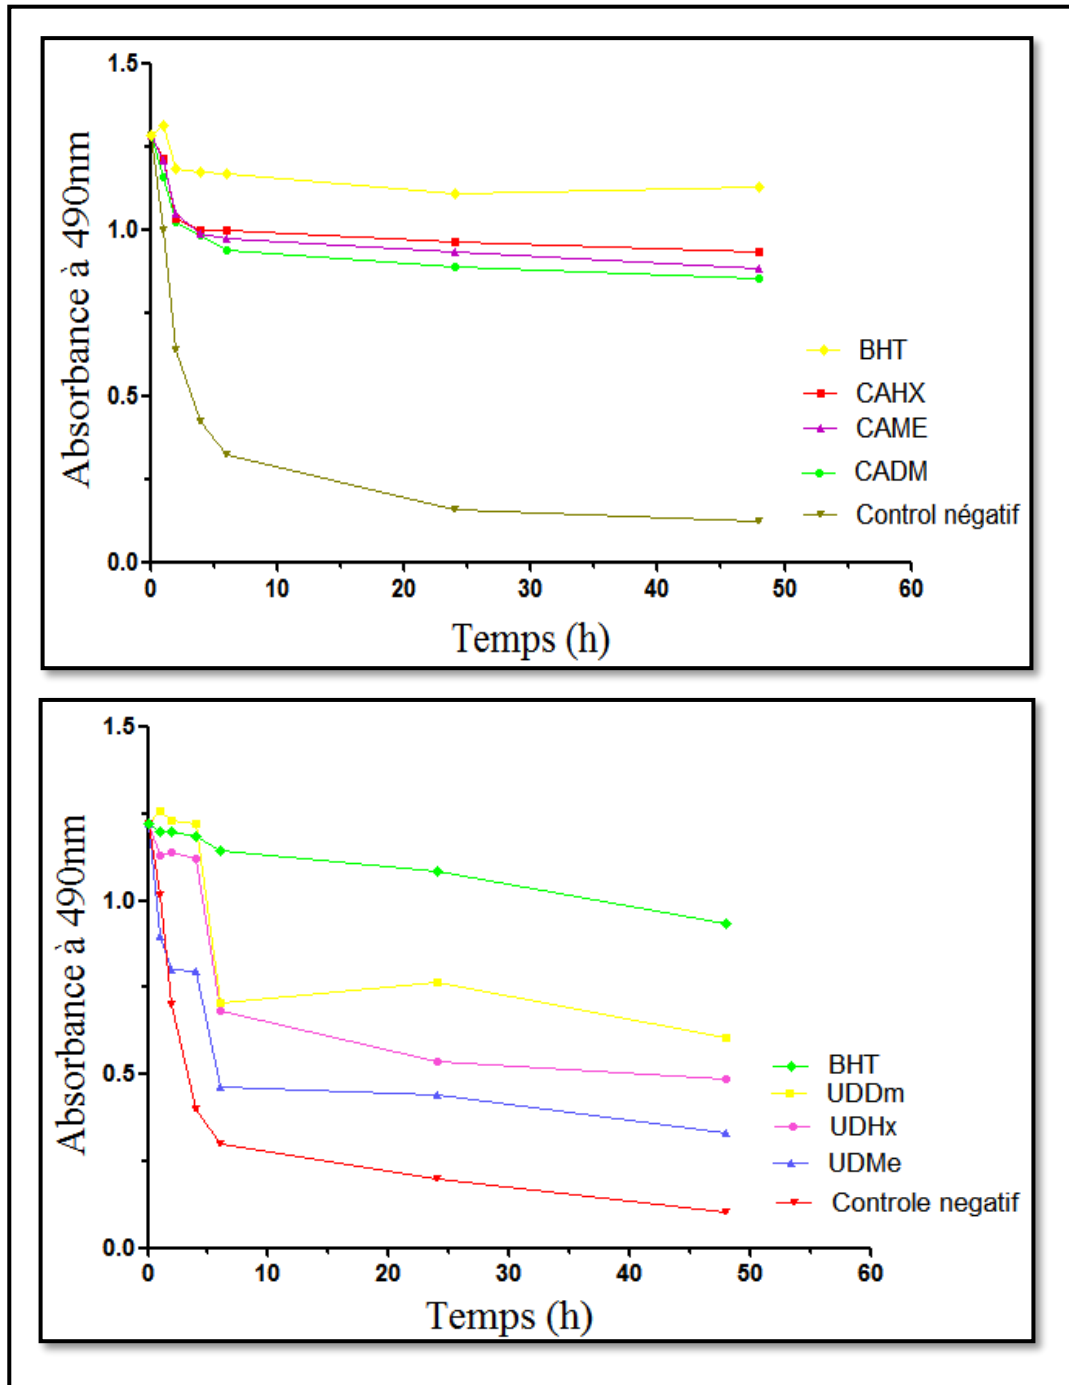 1.5
1.0
0.5
0.0
Absorbance à 490nm
BHT
CAHX
CAME
CADM
Control négatif
0 10 20 30 40 50 60
Temps (h)
1.5
1.0
0.5
0.0
Absorbance à 490nm
BHT
UDDm
UDHx
UDMe
Controle negatif
0 10 20 30 40 50 60
Temps (h)